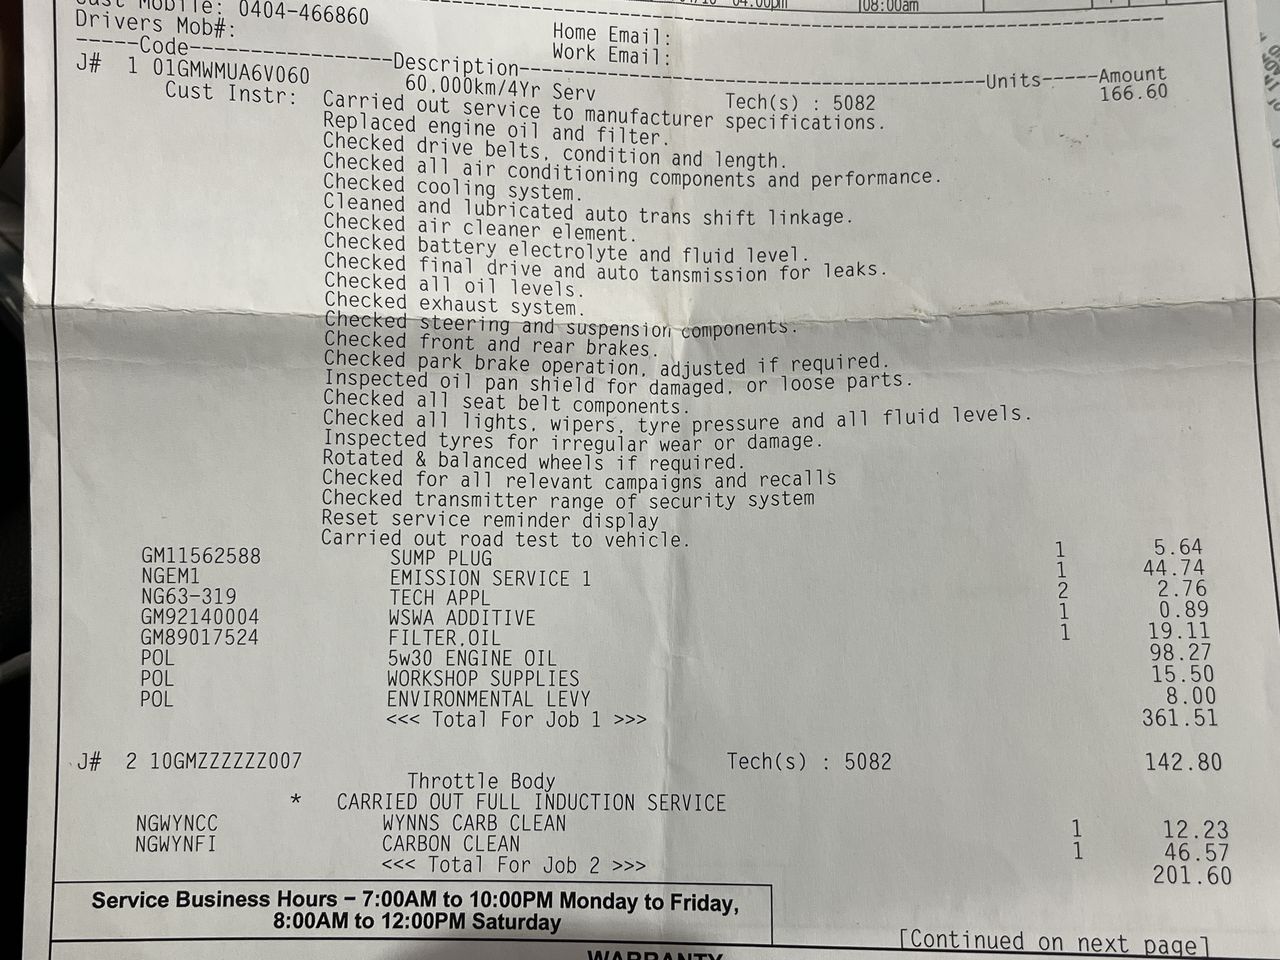 Cust Mobile: 0404-466860
04.00pm 08:00am
Drivers Mob#: Home Email:
Work Email:
-----Code--------------------Description---------------------------------------------Units-----Amount
J# 1 01GMWMUA6V060 60.000km/4Yr Serv Tech(s) : 5082 166.60
Cust Instr: Carried out service to manufacturer specifications.
Replaced engine oil and filter.
Checked drive belts, condition and length.
Checked all air conditioning components and performance.
Checked cooling system.
Cleaned and lubricated auto trans shift linkage.
Checked air cleaner element.
Checked battery electrolyte and fluid level.
Checked final drive and auto tansmission for leaks.
Checked all oil levels.
Checked exhaust system.
Checked steering and suspension components.
Checked front and rear brakes.
Checked park brake operation, adjusted if required.
Inspected oil pan shield for damaged, or loose parts.
Checked all seat belt components.
Checked all lights, wipers, tyre pressure and all fluid levels.
Inspected tyres for irregular wear or damage.
Rotated & balanced wheels if required.
Checked for all relevant campaigns and recalls
Checked transmitter range of security system
Reset service reminder display
Carried out road test to vehicle.
GM11562588 SUMP PLUG 1 5.64
NGEM1 EMISSION SERVICE 1 1 44.74
NG63-319 TECH APPL 2 2.76
GM92140004 WSWA ADDITIVE 1 0.89
GM89017524 FILTER,OIL 1 19.11
POL 5w30 ENGINE OIL 98.27
POL WORKSHOP SUPPLIES 15.50
POL ENVIRONMENTAL LEVY 8.00
<<< Total For Job 1 >>> 361.51
J# 2 10GMZZZZZZ007 Tech(s) : 5082 142.80
Throttle Body
* CARRIED OUT FULL INDUCTION SERVICE
NGWYNCC WYNNS CARB CLEAN 1 12.23
NGWYNFI CARBON CLEAN 1 46.57
<<< Total For Job 2 >>> 201.60
Service Business Hours – 7:00AM to 10:00PM Monday to Friday,
8:00AM to 12:00PM Saturday
[Continued on next page]
WARRANTY